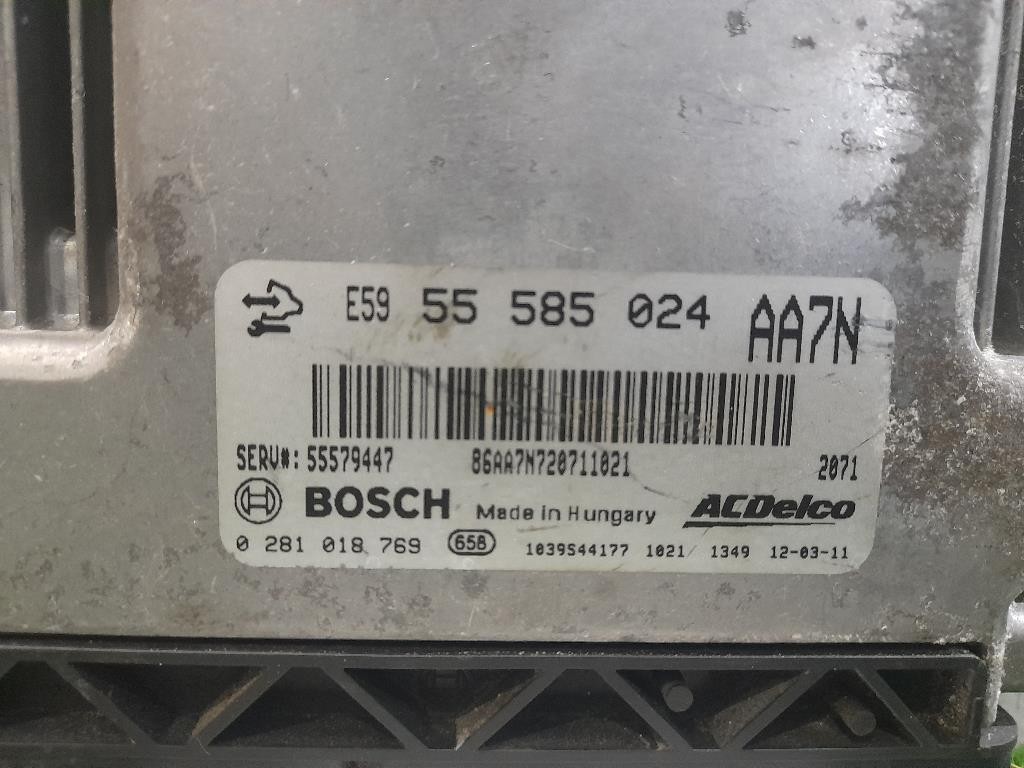 E59 55 585 024 AA7N
SERV#: 55579447 86AA7N720711021 2071
BOSCH Made in Hungary ACDelco
0 281 018 769 658 1039S44177 1021 1349 12-03-11